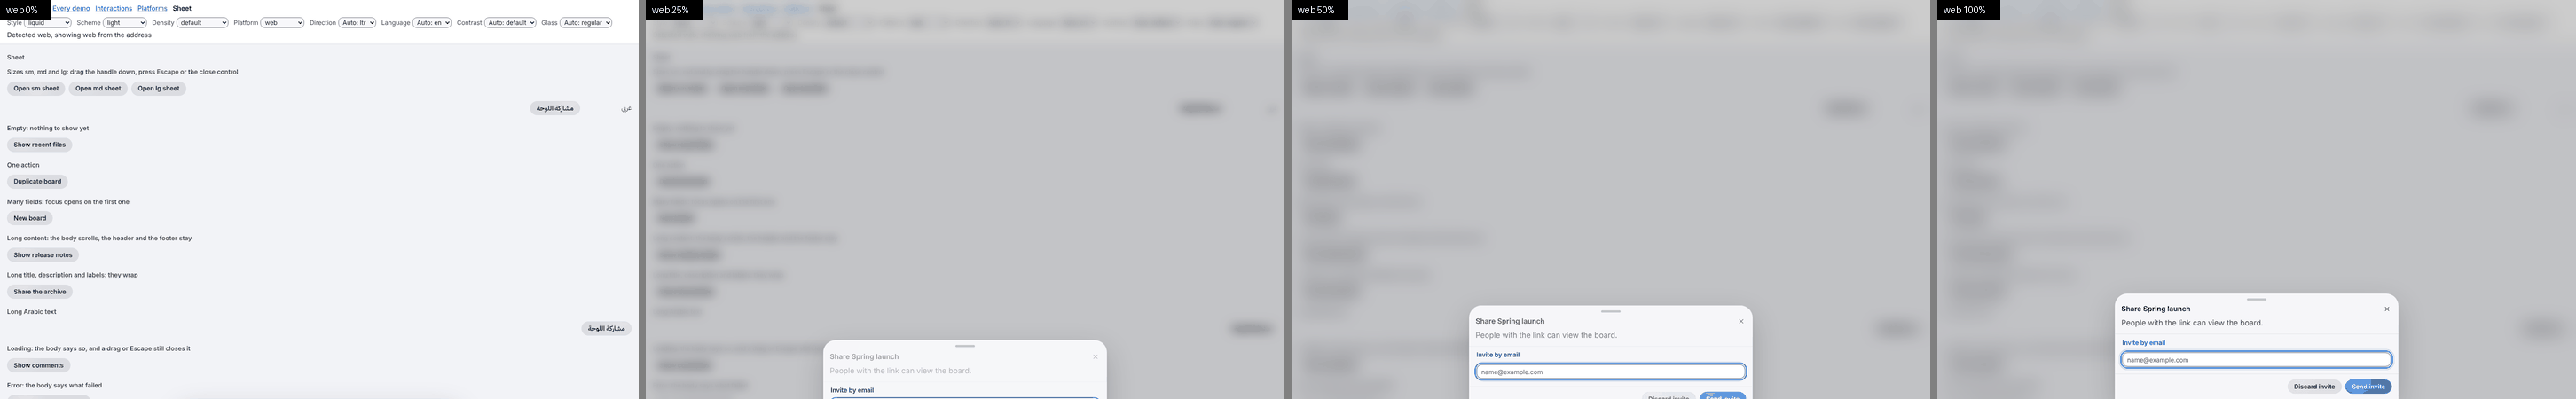 web 0%
Every demo Interactions Platforms Sheet
Style liquid Scheme light Density default Platform web Direction Auto: ltr Language Auto: en Contrast Auto: default Glass Auto: regular
Detected web, showing web from the address
Sheet
Sizes sm, md and lg: drag the handle down, press Escape or the close control
Open sm sheet Open md sheet Open lg sheet
مشاركة اللوحة عربي
Empty: nothing to show yet
Show recent files
One action
Duplicate board
Many fields: focus opens on the first one
New board
Long content: the body scrolls, the header and the footer stay
Show release notes
Long title, description and labels: they wrap
Share the archive
Long Arabic text
مشاركة اللوحة
Loading: the body says so, and a drag or Escape still closes it
Show comments
Error: the body says what failed
web 25%
Share Spring launch
People with the link can view the board.
Invite by email
web 50%
Share Spring launch
People with the link can view the board.
Invite by email
name@example.com
Discard invite Send invite
web 100%
Share Spring launch
People with the link can view the board.
Invite by email
name@example.com
Discard invite Send invite